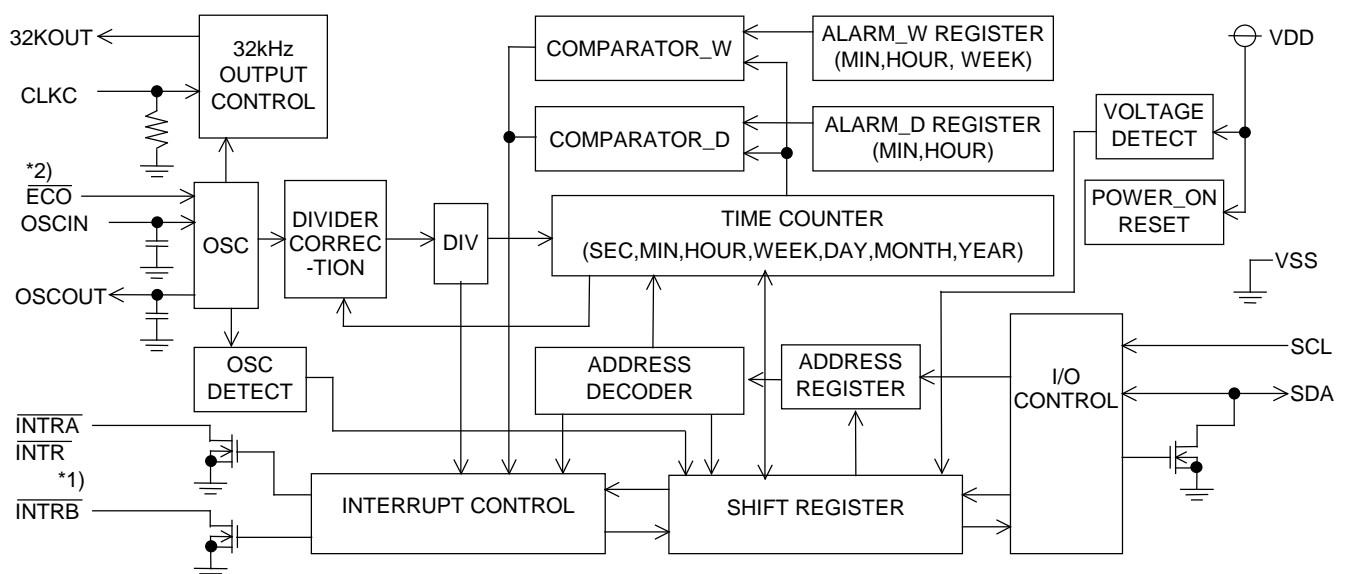 32KOUT
CLKC
32kHz
OUTPUT
CONTROL
COMPARATOR_W
ALARM_W REGISTER
(MIN,HOUR, WEEK)
VDD
COMPARATOR_D
ALARM_D REGISTER
(MIN,HOUR)
VOLTAGE
DETECT
POWER_ON
RESET
VSS
*2)
ECO
OSCIN
OSCOUT
OSC
DIVIDER
CORREC
-TION
DIV
TIME COUNTER
(SEC,MIN,HOUR,WEEK,DAY,MONTH,YEAR)
OSC
DETECT
ADDRESS
DECODER
ADDRESS
REGISTER
I/O
CONTROL
SCL
SDA
INTRA
INTR
*1)
INTRB
INTERRUPT CONTROL
SHIFT REGISTER